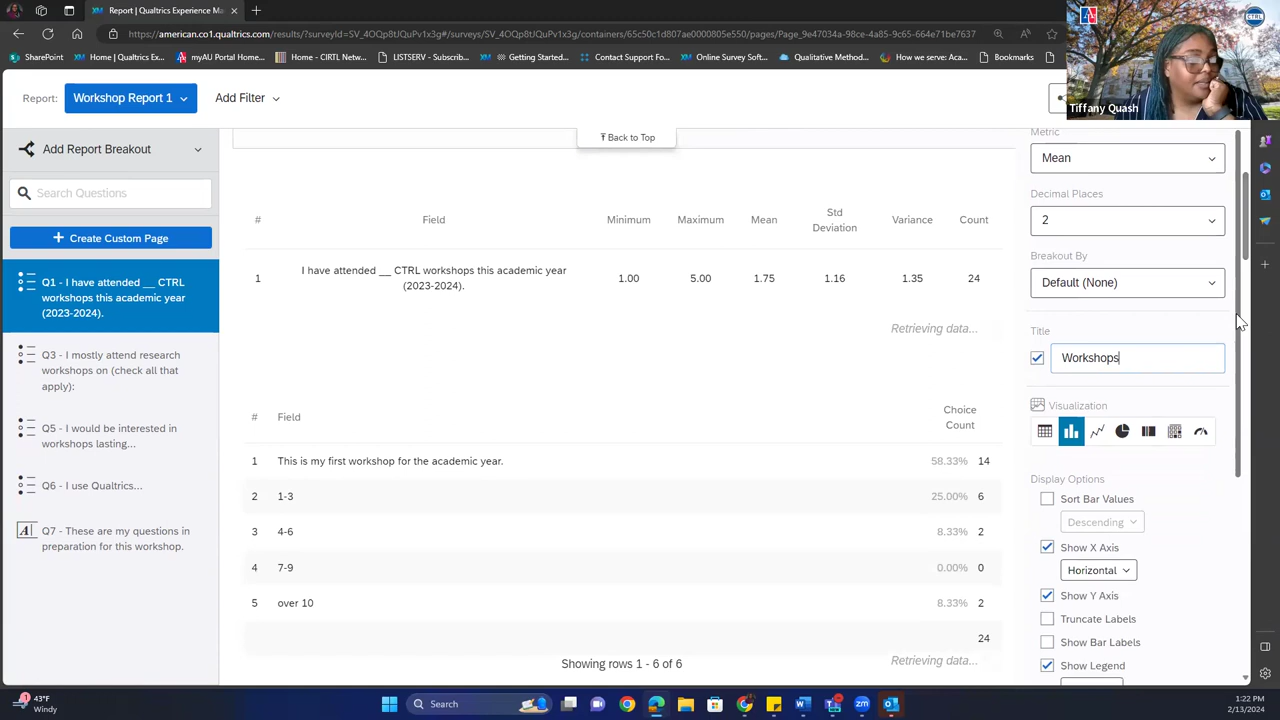 Report | Qualtrics Experience Ma
https://american.co1.qualtrics.com/results/?surveyId=SV_4OQp8tJQuPv1x3g#/surveys/SV_4OQp8tJQuPv1x3g/containers/65c50c1d807ae0000805e550/pages/Page_9e47034a-98ce-4a85-9c65-664e71be7637
SharePoint
Home | Qualtrics Ex...
myAU Portal Home...
Home - CIRTL Netw...
LISTSERV - Subscrib...
Getting Started...
Contact Support Fo...
Online Survey Soft...
Qualitative Method...
Governing Bo... Aca...
Bookmarks
CTRL
Tiffany Quash
Report:
Workshop Report 1
Add Filter
Add Report Breakout
Search Questions
+ Create Custom Page
Q1 - I have attended __ CTRL
workshops this academic year
(2023-2024).
Q3 - I mostly attend research
workshops on (check all that
apply):
Q5 - I would be interested in
workshops lasting...
Q6 - I use Qualtrics...
A
Q7 - These are my questions in
preparation for this workshop.
Back to Top
# Field Minimum Maximum Mean Std Deviation Variance Count
1 I have attended __ CTRL workshops this academic year (2023-2024). 1.00 5.00 1.75 1.16 1.35 24
Retrieving data...
# Field Choice Count
1 This is my first workshop for the academic year. 58.33% 14
2 1-3 25.00% 6
3 4-6 8.33% 2
4 7-9 0.00% 0
5 over 10 8.33% 2
24
Showing rows 1 - 6 of 6
Retrieving data...
Metric
Mean
Decimal Places
2
Breakout By
Default (None)
Title
Workshops
Visualization
Display Options
Sort Bar Values
Descending
Show X Axis
Horizontal
Show Y Axis
Truncate Labels
Show Bar Labels
Show Legend
1
43°F
Windy
Search
zm
1:22 PM
2/13/2024